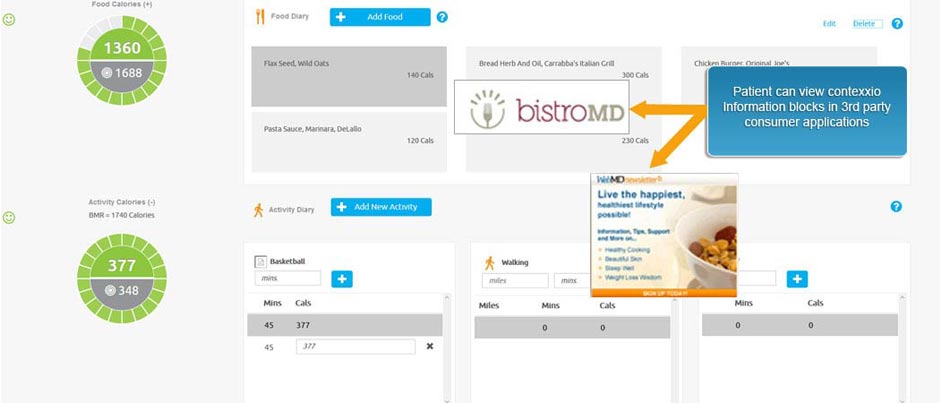 Food Calories (+)
1360
1688
Food Diary
+ Add Food
?
Edit
Delete
?
Flax Seed, Wild Oats
140 Cals
Bread Herb And Oil, Carrabba's Italian Grill
300 Cals
Chicken Burger, Original Joe's
bistroMD
Patient can view contexxio
Information blocks in 3rd party
consumer applications
Pasta Sauce, Marinara, DeLallo
120 Cals
230 Cals
WebMD newsletters
Live the happiest,
healthiest lifestyle
possible!
Information, Tips, Support
and More on...
Healthy Cooking
Beautiful Skin
Sleep Well
Weight Loss Wisdom
SIGN UP TODAY!
Activity Calories (-)
BMR = 1740 Calories
377
348
Activity Diary
+ Add New Activity
?
Basketball
mins.
+
Mins Cals
45 377
45 377
Walking
miles mins.
Miles Mins Cals
0 0
+
Mins Cals
0 0